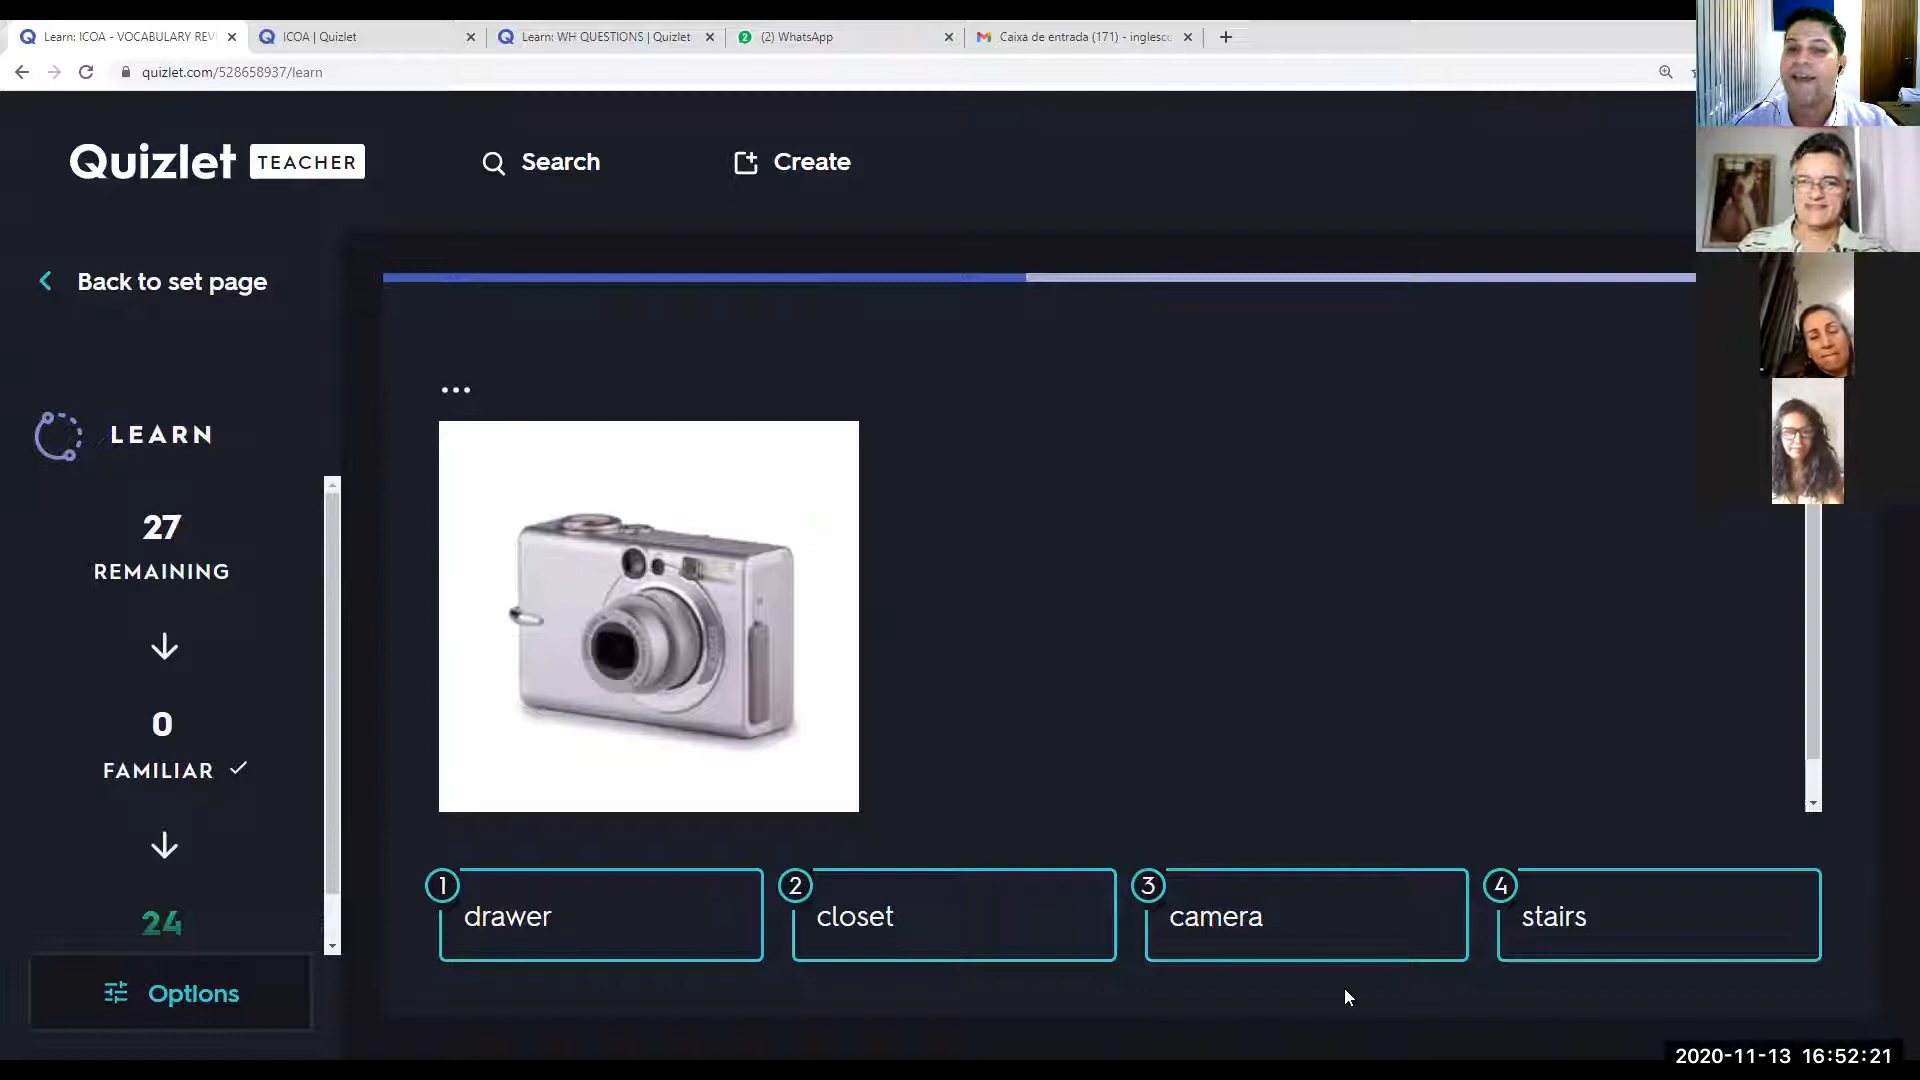 Learn: ICOA - VOCABULARY REV
ICOA | Quizlet
Learn: WH QUESTIONS | Quizlet
(2) WhatsApp
Caixa de entrada (171) - inglesco
quizlet.com/528658937/learn
Quizlet TEACHER
Search
Create
Back to set page
LEARN
27
REMAINING
0
FAMILIAR
24
Options
...
1 drawer
2 closet
3 camera
4 stairs
2020-11-13 16:52:21